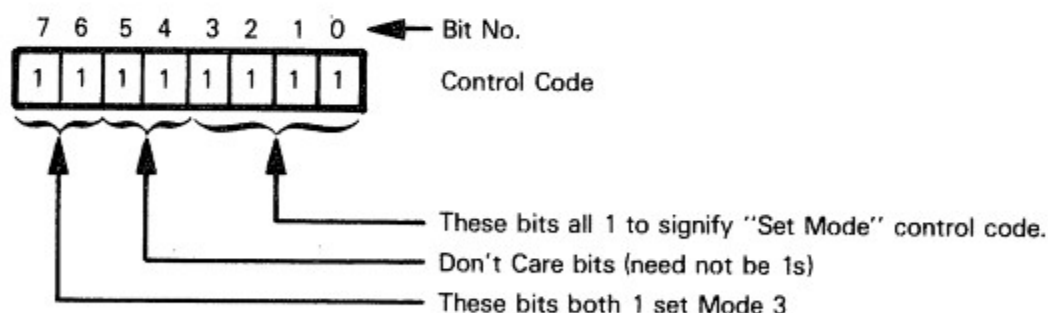 7 6 5 4 3 2 1 0 Bit No.
1 1 1 1 1 1 1 1 Control Code
These bits all 1 to signify "Set Mode" control code.
Don't Care bits (need not be 1s)
These bits both 1 set Mode 3